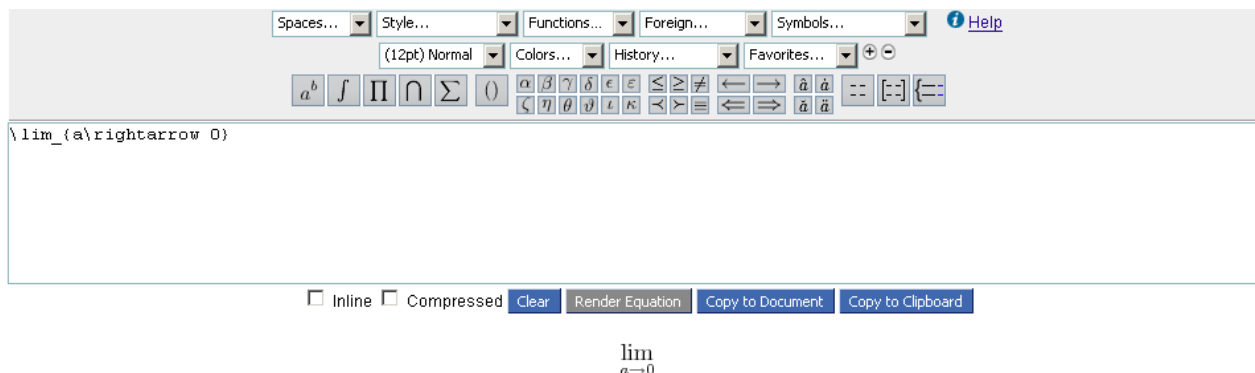 Spaces... Style... Functions... Foreign... Symbols... Help
(12pt) Normal Colors... History... Favorites...
a^b ∫ ∏ ∩ ∑ () α β γ δ ϵ ε ≤ ≥ ≠ ← → â ȧ
ζ η θ ϑ ι κ ≺ ≻ ≡ ⇐ ⇒ ǎ ä
\lim_{a\rightarrow 0}
Inline Compressed Clear Render Equation Copy to Document Copy to Clipboard
lim
a→0